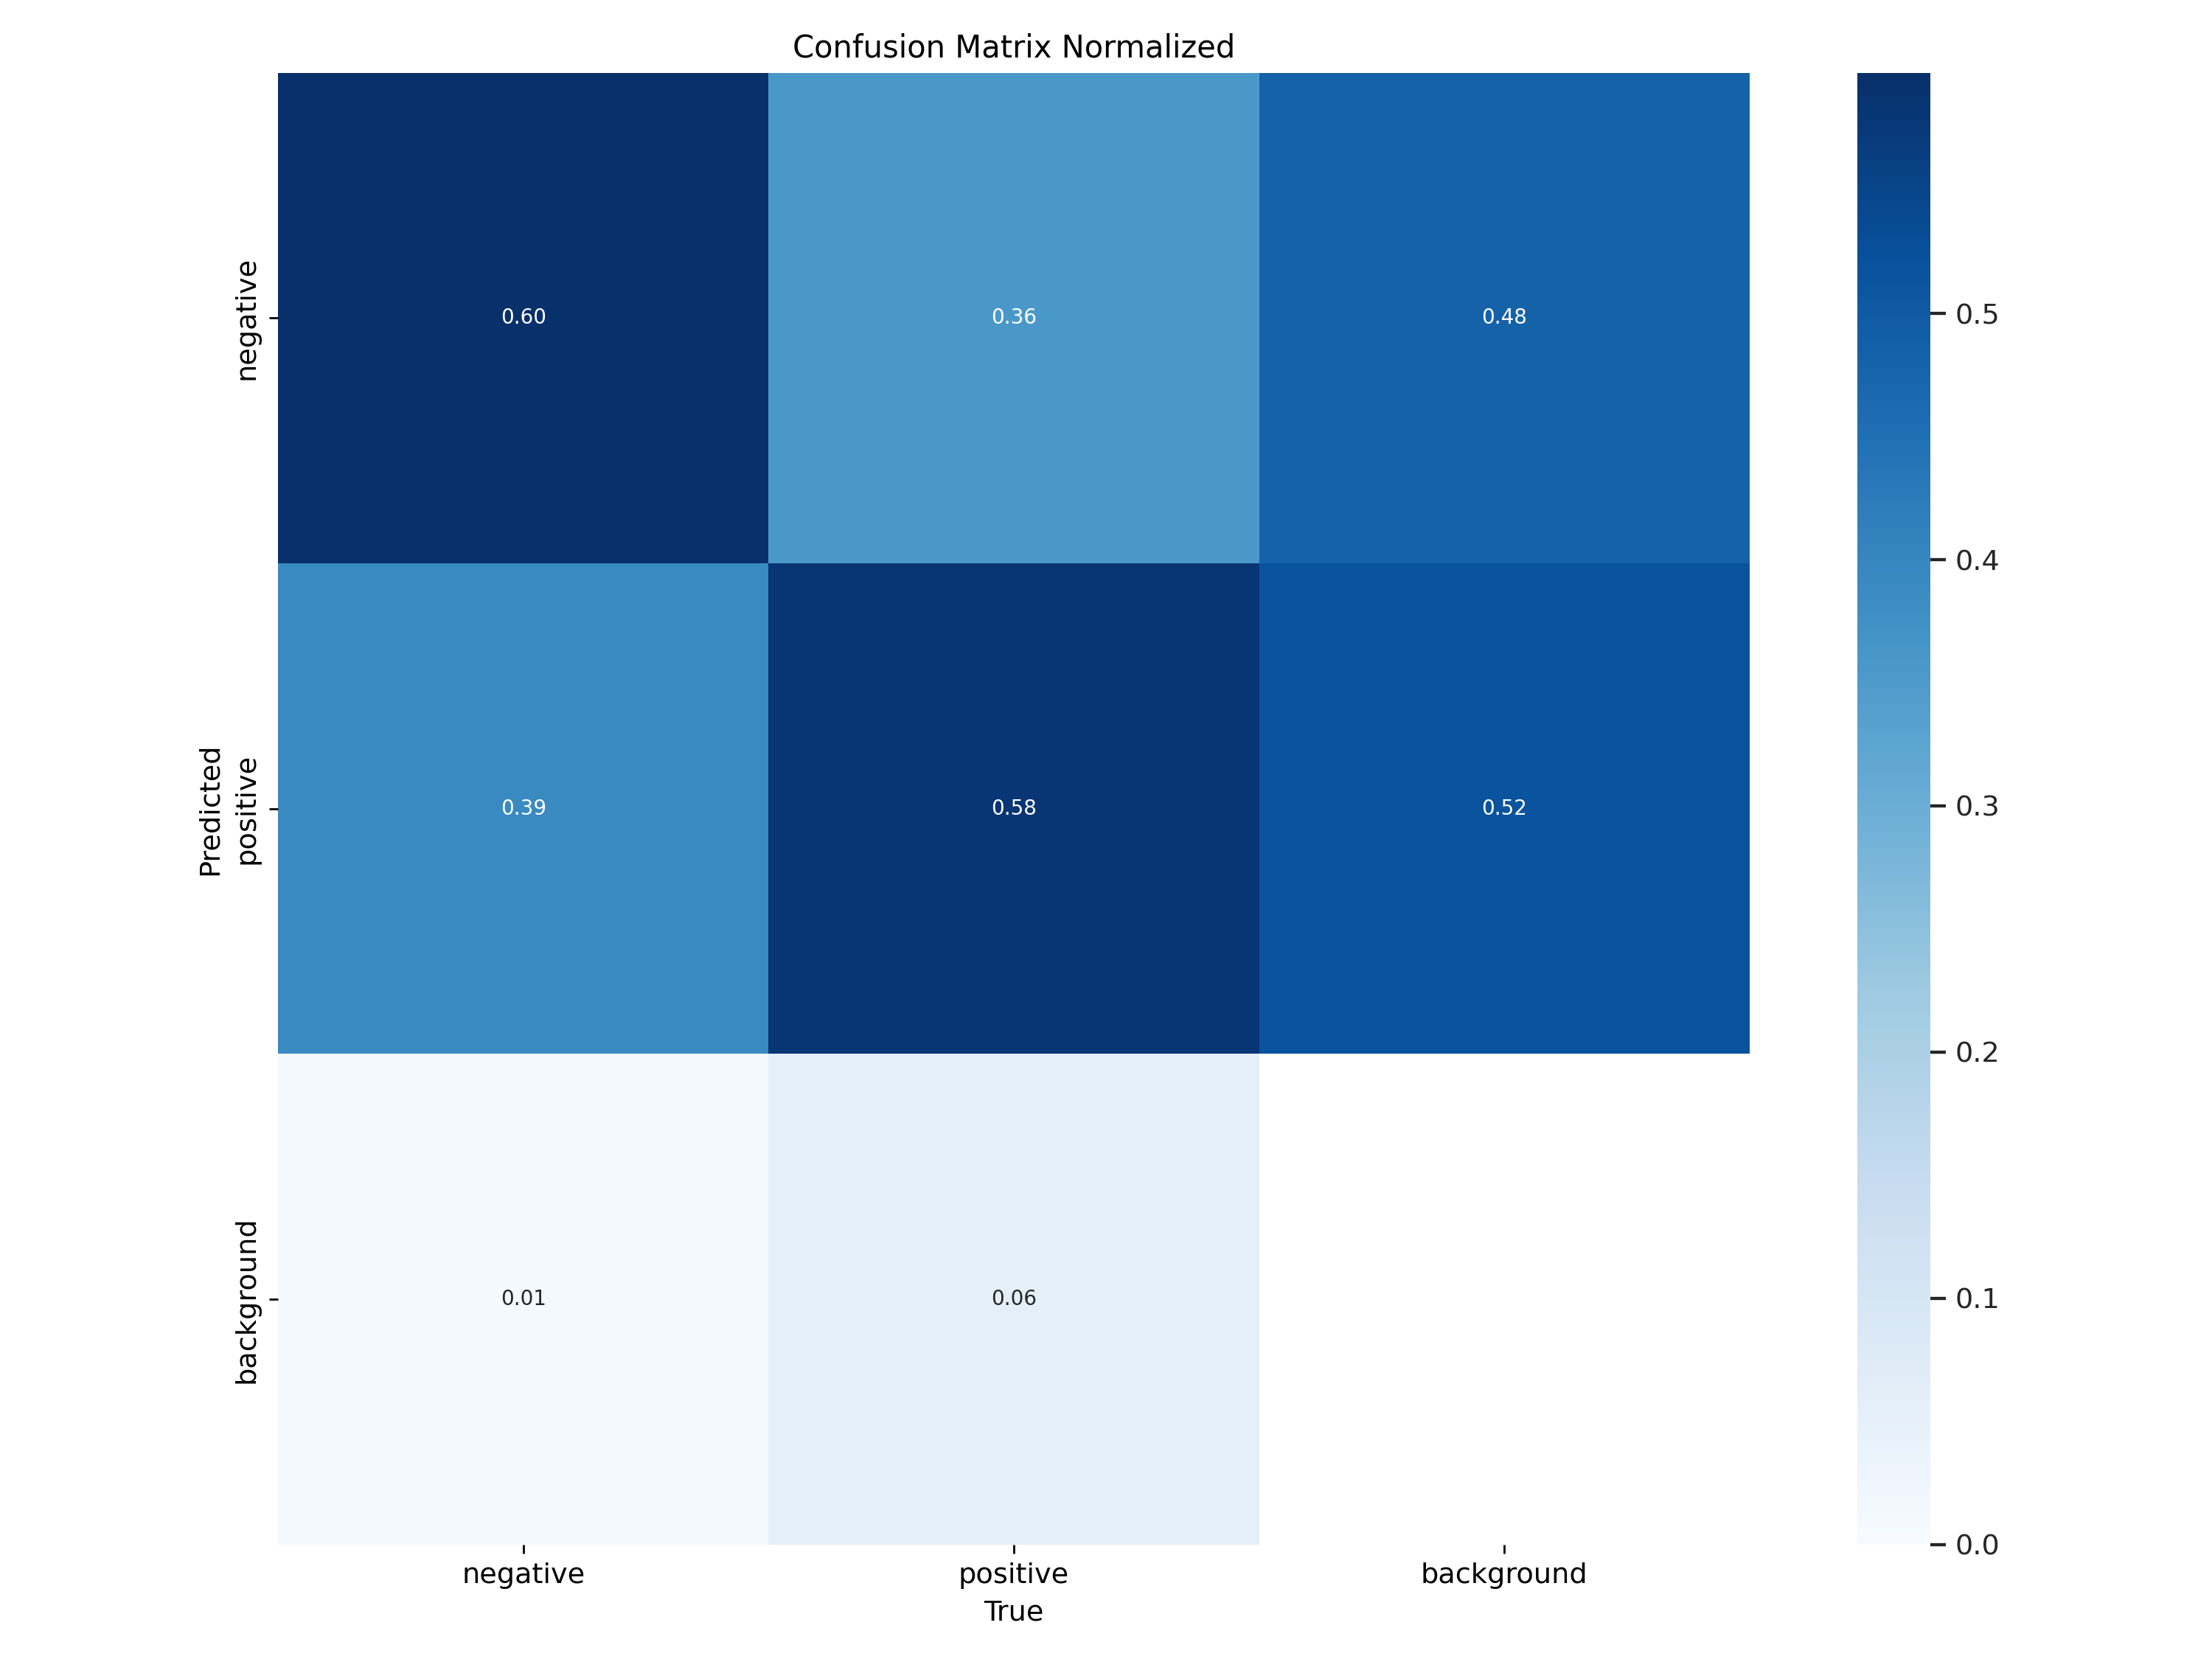 Confusion Matrix Normalized
negative
0.60
0.36
0.48
0.5
0.4
Predicted
positive
0.39
0.58
0.52
0.3
0.2
background
0.01
0.06
0.1
0.0
negative
positive
background
True